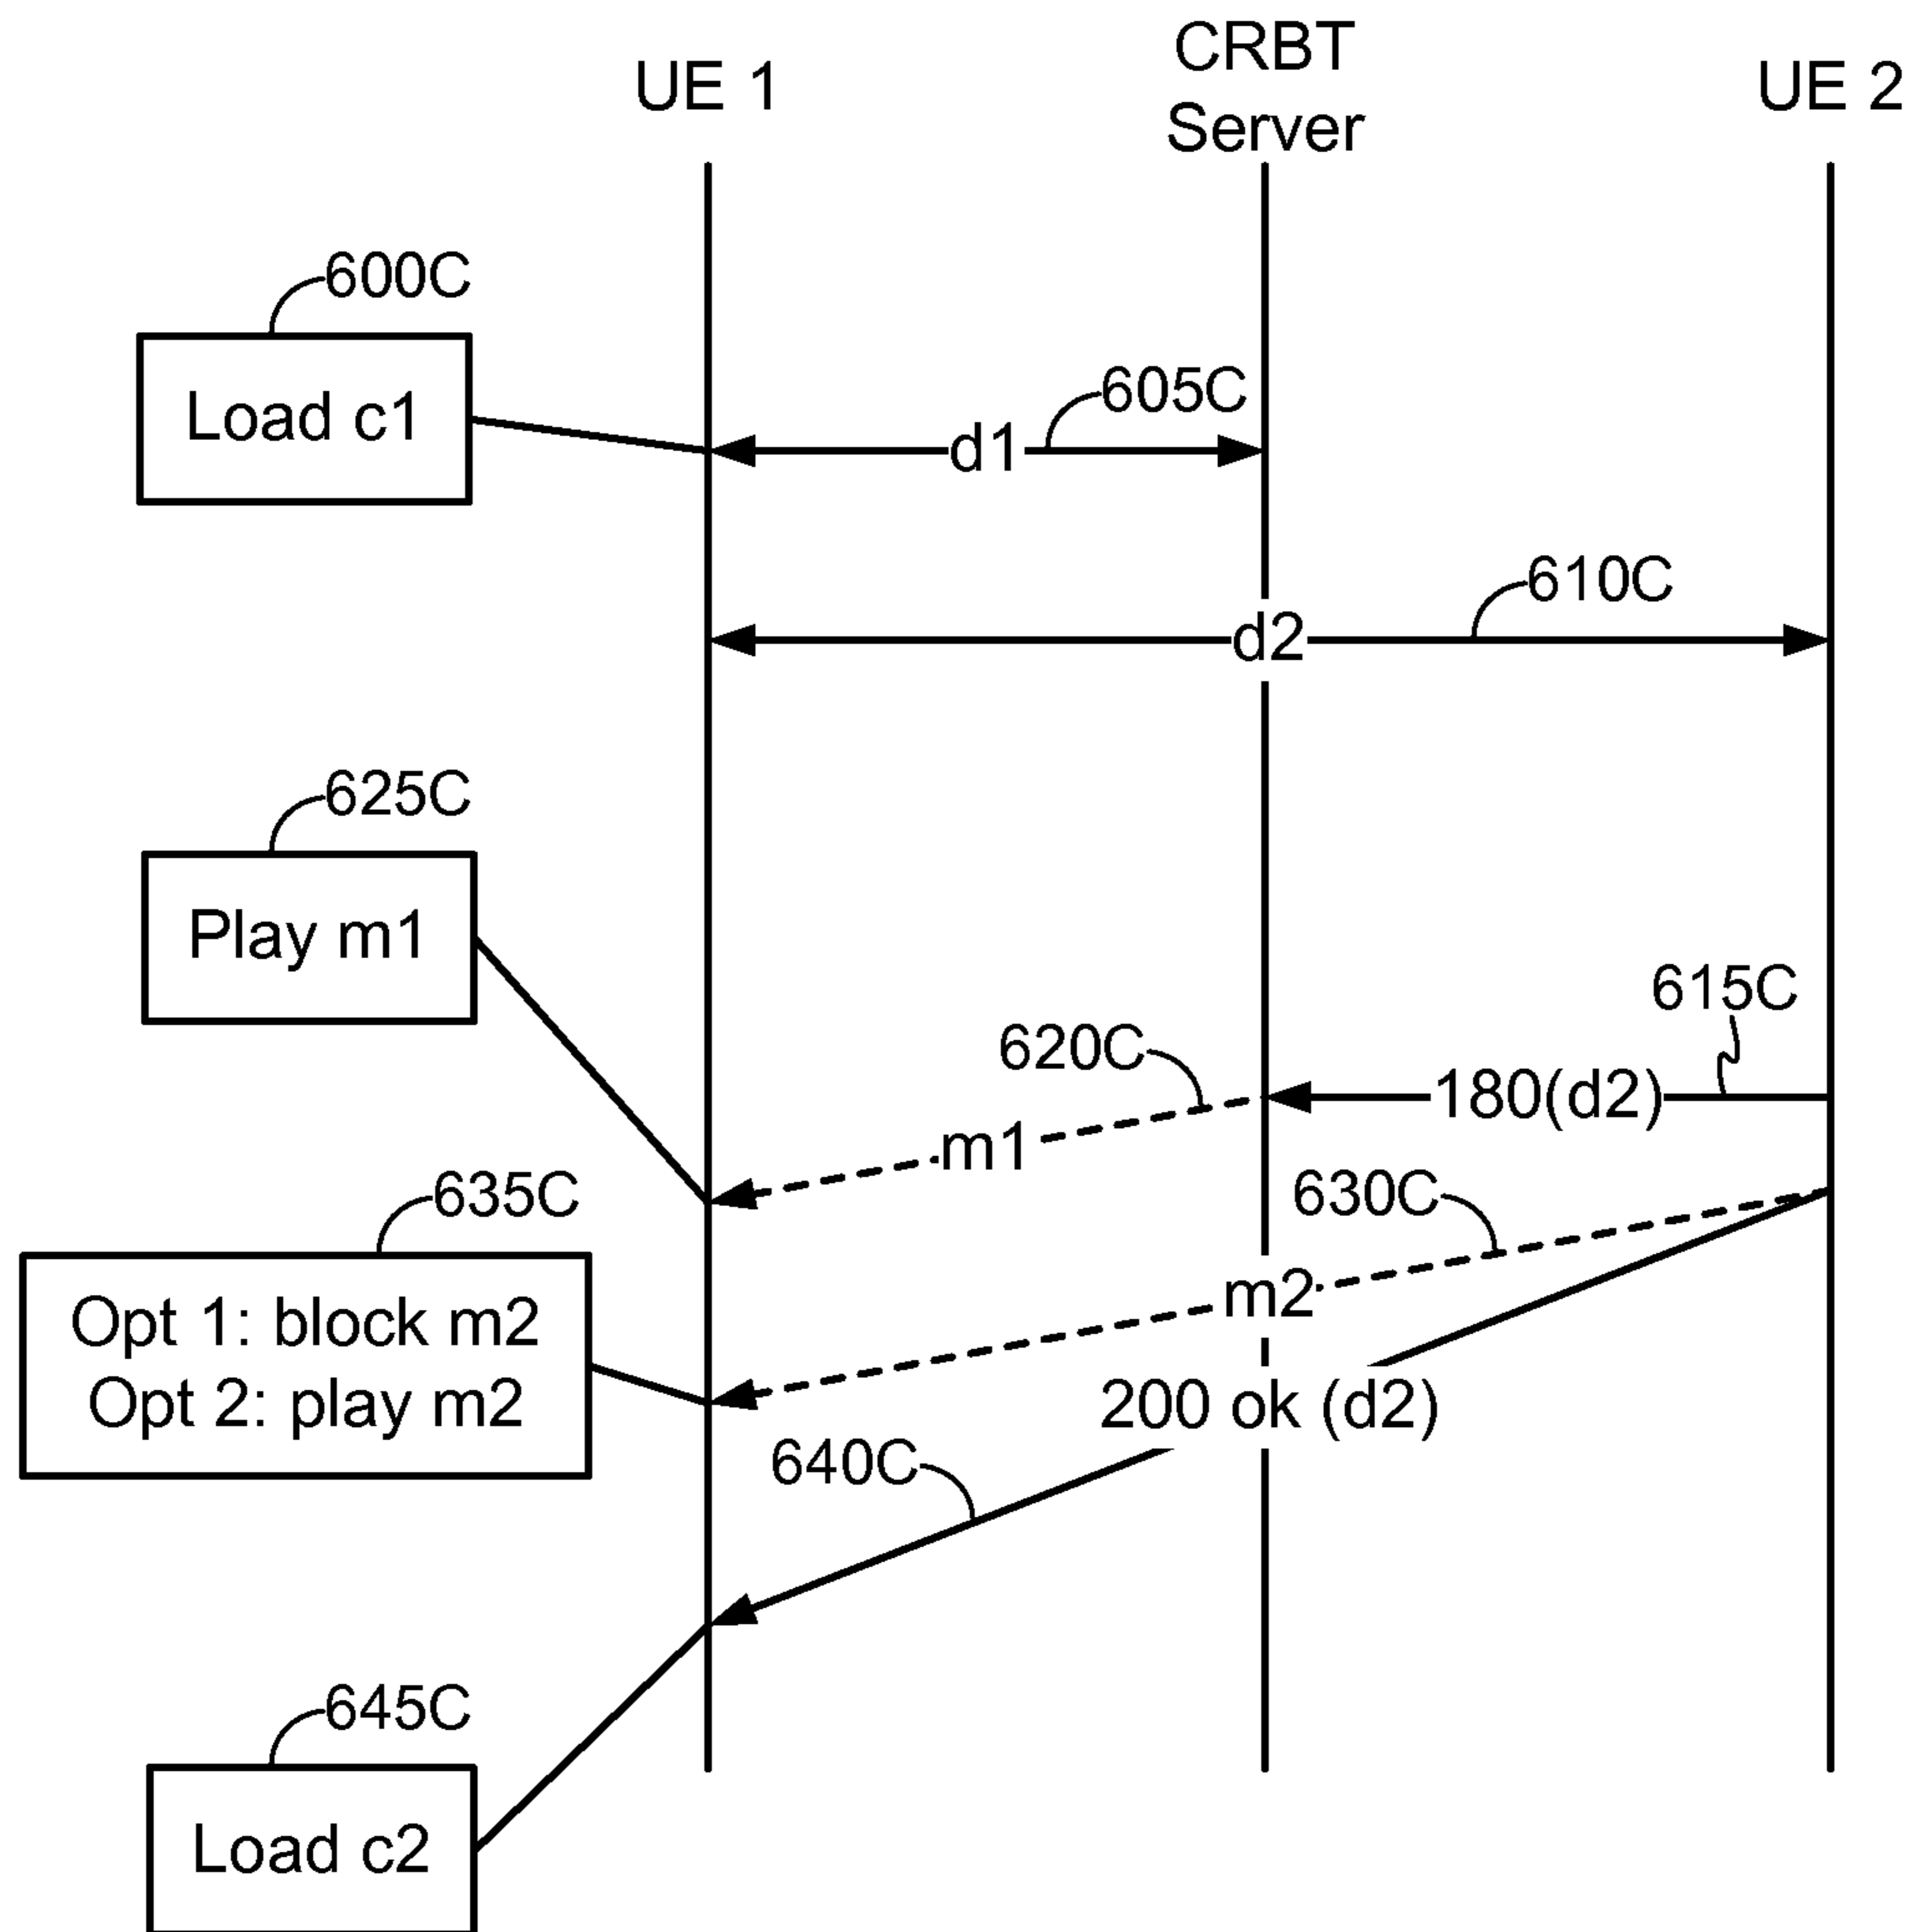 UE 1
CRBT
Server
UE 2
600C
Load c1
605C
d1
610C
d2
625C
Play m1
615C
620C
180(d2)
m1
635C
630C
Opt 1: block m2
Opt 2: play m2
m2
200 ok (d2)
640C
645C
Load c2